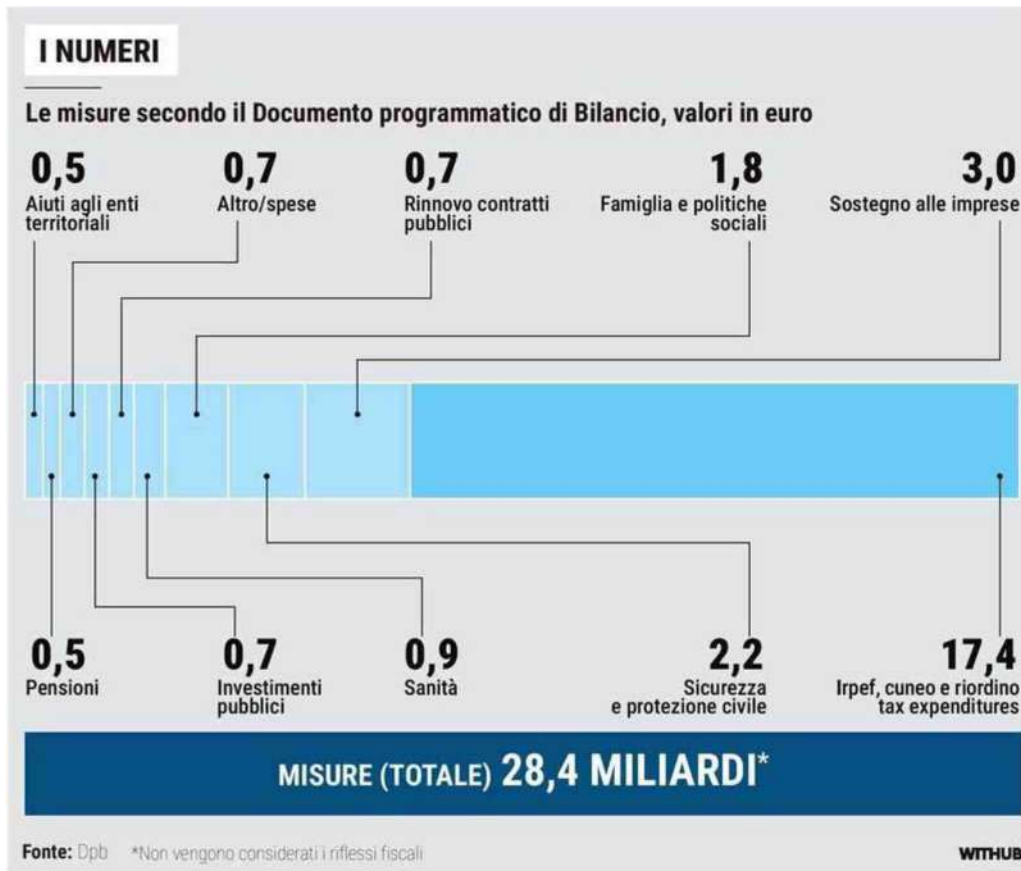 I NUMERI
Le misure secondo il Documento programmatico di Bilancio, valori in euro
0,5
Aiuti agli enti
territoriali
0,7
Altro/spese
0,7
Rinnovo contratti
pubblici
1,8
Famiglia e politiche
sociali
3,0
Sostegno alle imprese
0,5
Pensioni
0,7
Investimenti
pubblici
0,9
Sanità
2,2
Sicurezza
e protezione civile
17,4
Irpef, cuneo e riordino
tax expenditures
MISURE (TOTALE) 28,4 MILIARDI*
Fonte: Dpb *Non vengono considerati i riflessi fiscali
WITHUB